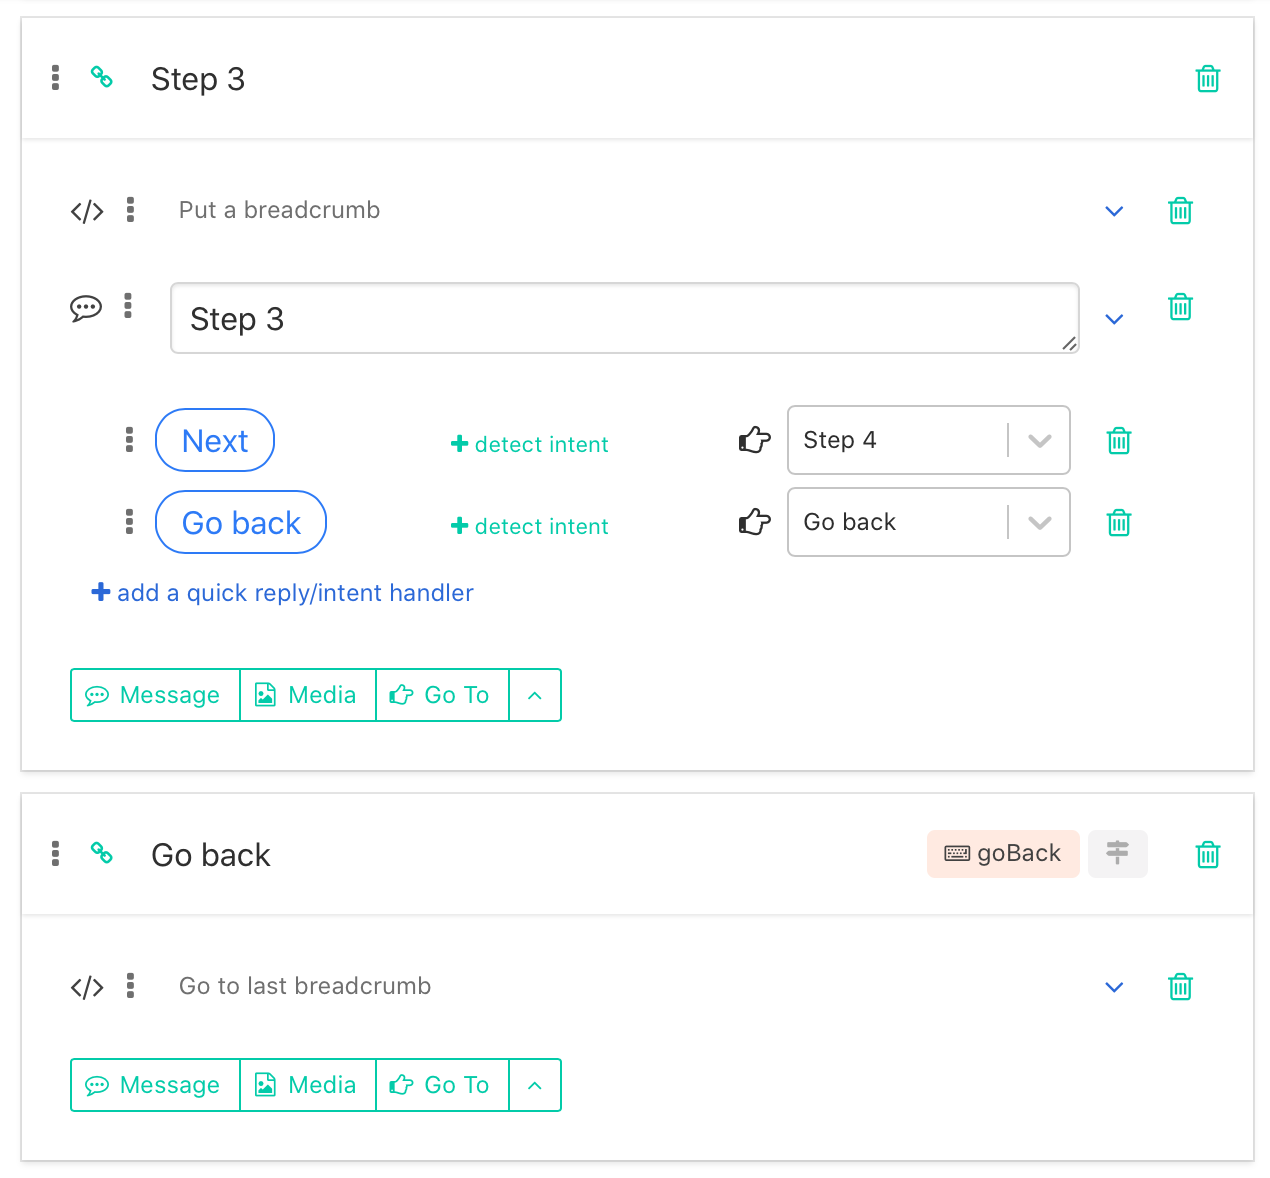 Step 3
Put a breadcrumb
Step 3
Next
detect intent
Step 4
Go back
detect intent
Go back
add a quick reply/intent handler
Message
Media
Go To
Go back
goBack
Go to last breadcrumb
Message
Media
Go To